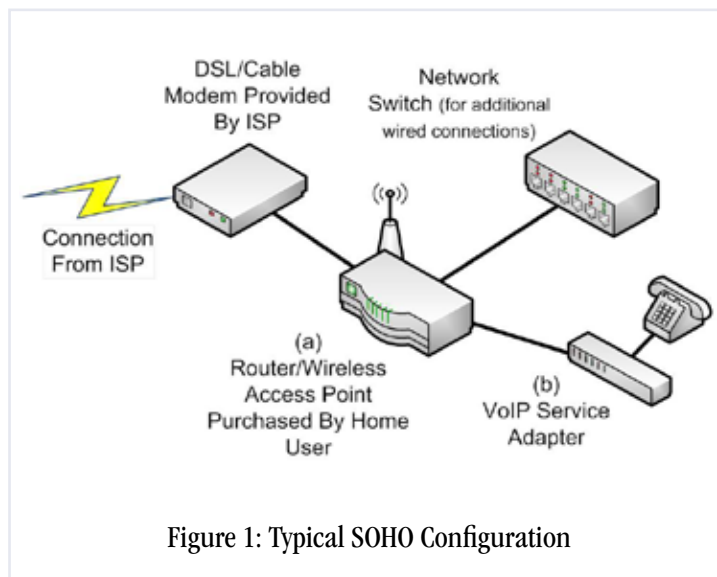 DSL/Cable
Modem Provided
By ISP
Network
Switch (for additional
wired connections)
Connection
From ISP
(a)
Router/Wireless
Access Point
Purchased By Home
User
(b)
VoIP Service
Adapter
Figure 1: Typical SOHO Configuration